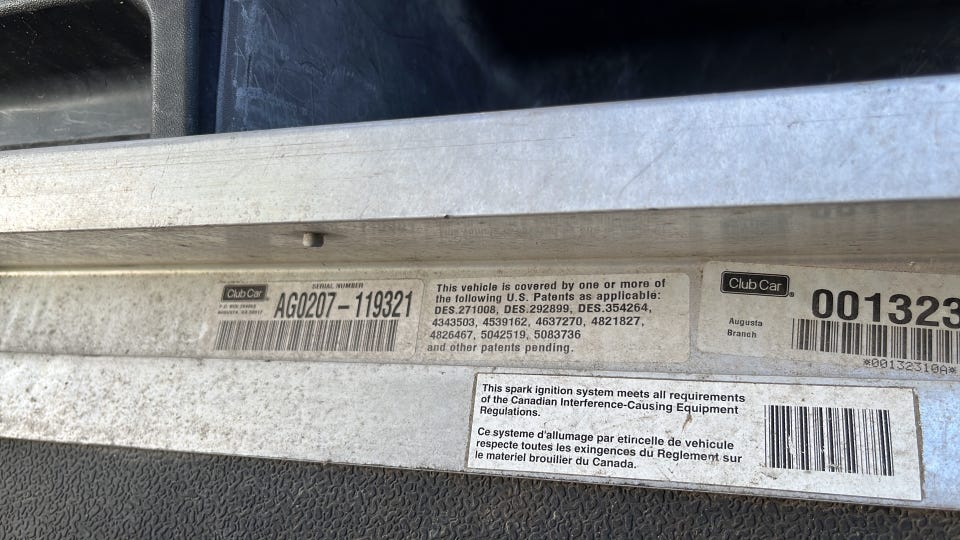 Club Car
SERIAL NUMBER
AG0207-119321
This vehicle is covered by one or more of
the following U.S. Patents as applicable:
DES.271008, DES.292899, DES.354264,
4343503, 4539162, 4637270, 4821827,
4826467, 5042519, 5083736
and other patents pending.
Club Car
001323
Augusta
Branch
*00132310A*
This spark ignition system meets all requirements
of the Canadian Interference-Causing Equipment
Regulations.
Ce systeme d'allumage par etincelle de vehicule
respecte toutes les exingences du Reglement sur
le materiel brouilier du Canada.